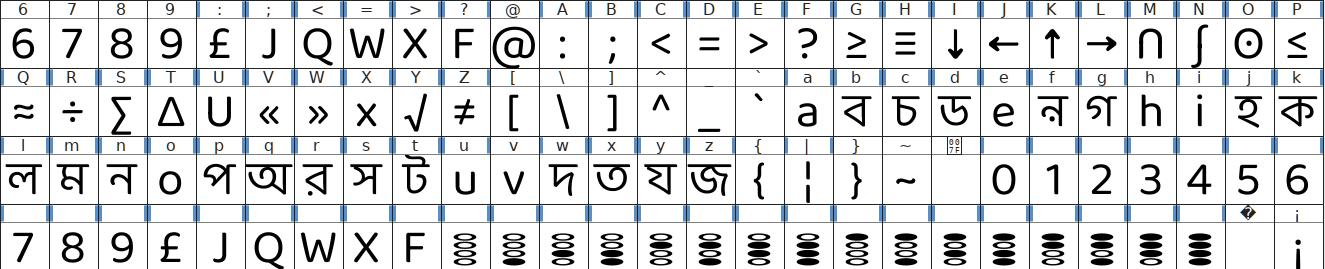 6 7 8 9 : ; < = > ? @ A B C D E F G H I J K L M N O P
6 7 8 9 £ J Q W X F @ : ; < = > ? ≥ ≡ ↓ ← ↑ → ∩ ∫ ʘ ≤
Q R S T U V W X Y Z [ \ ] ^ _ ` a b c d e f g h i j k
≈ ÷ ∑ Δ U « » x √ ≠ [ \ ] ^ _ ` a ব চ ড e ন গ h i হ ক
l m n o p q r s t u v w x y z { | } ~ 007F
ল ম ন o প অ র স ট u v দ ত য জ { ¦ } ~ 0 1 2 3 4 5 6
� ¡
7 8 9 £ J Q W X F ¡